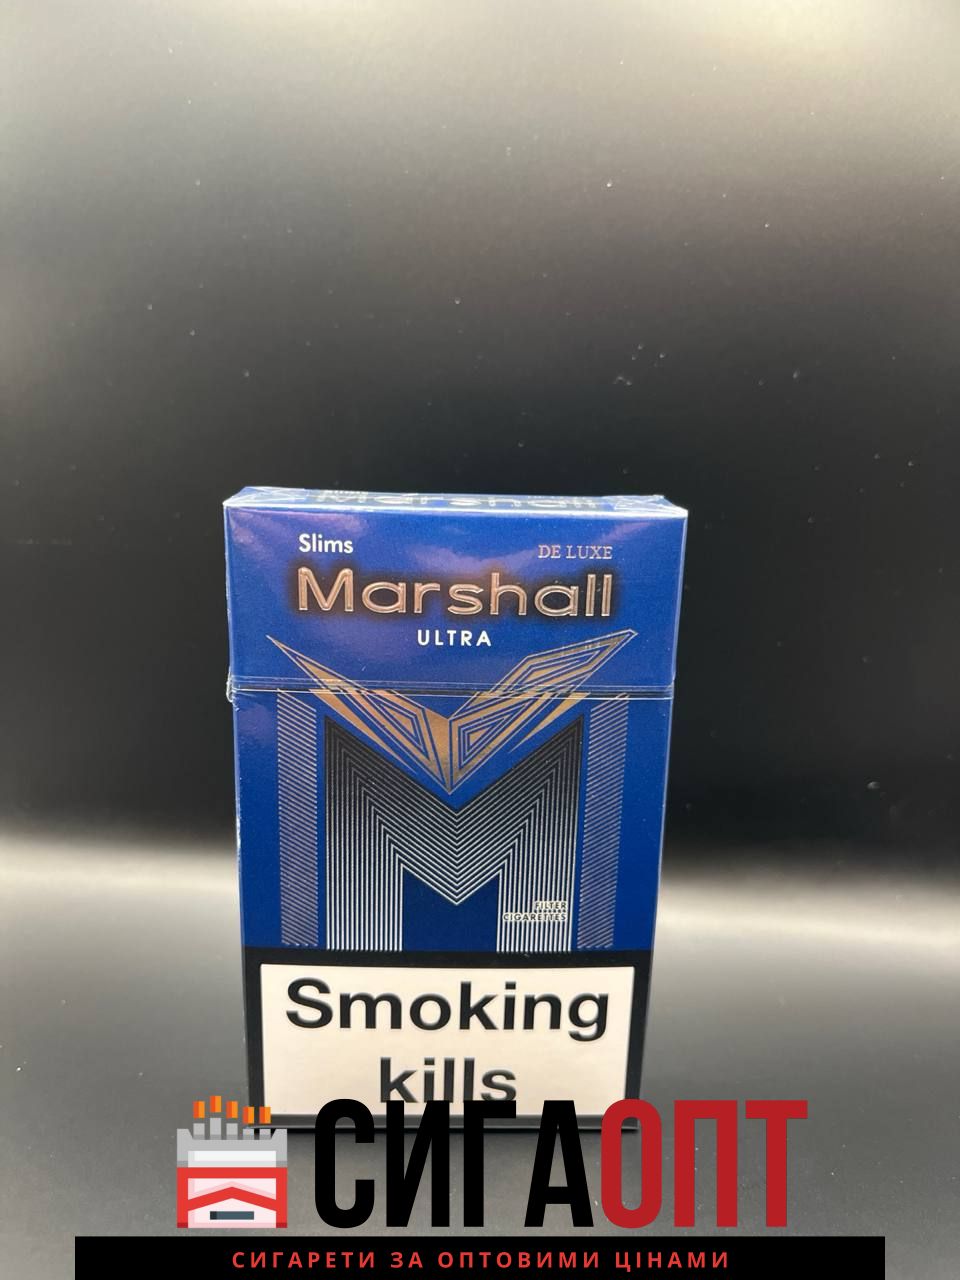 Slims
DE LUXE
Marshall
ULTRA
FILTER
CIGARETTES
Smoking
kills
СИГАОПТ
СИГАРЕТИ ЗА ОПТОВИМИ ЦІНАМИ